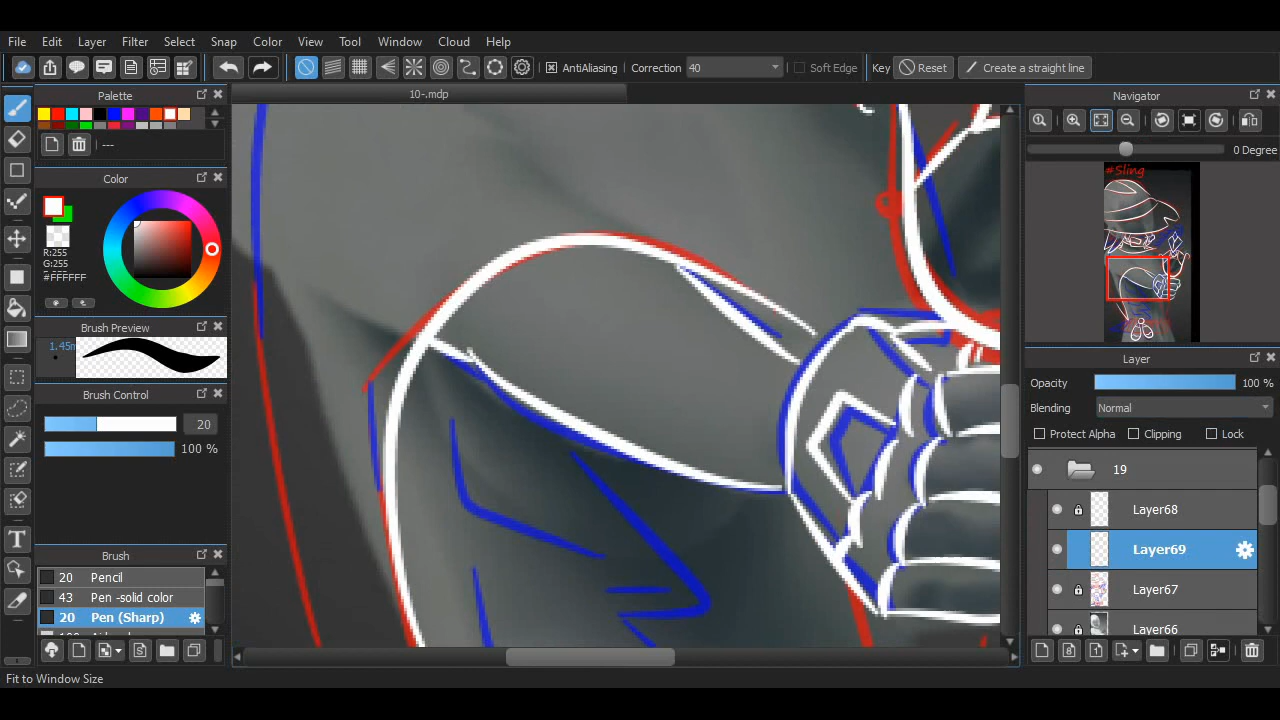 File Edit Layer Filter Select Snap Color View Tool Window Cloud Help
AntiAliasing Correction 40 Soft Edge Key Reset Create a straight line
Palette
10-.mdp
Navigator
---
0 Degree
Color
#Sling
R:255
G:255
#FFFFFF
Brush Preview
1.45m
Layer
Opacity 100 %
Brush Control
Blending Normal
20
Protect Alpha Clipping Lock
100 %
19
Layer68
Layer69
Brush
20 Pencil
Layer67
43 Pen -solid color
20 Pen (Sharp)
Layer66
Fit to Window Size